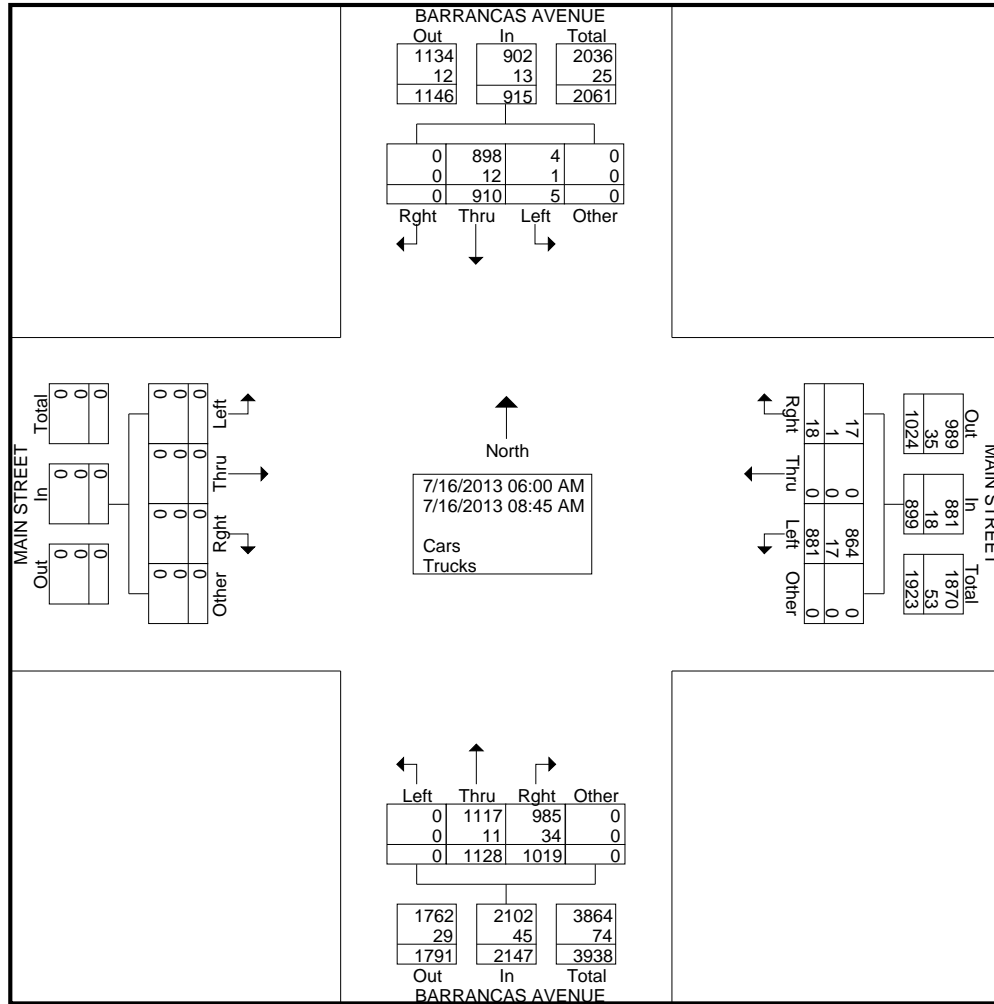 BARRANCAS AVENUE
Out In Total
1134 902 2036
12 13 25
1146 915 2061
0 898 4 0
0 12 1 0
0 910 5 0
Rght Thru Left Other
MAIN STREET
Total In Out
0 0 0
0 0 0
0 0 0
Left Thru Rght Other
0 0 0 0
0 0 0 0
0 0 0 0
North
7/16/2013 06:00 AM
7/16/2013 08:45 AM
Cars
Trucks
Rght Thru Left Other
17 0 864 0
1 0 17 0
18 0 881 0
MAIN STREET
Out In Total
989 881 1870
35 18 53
1024 899 1923
Left Thru Rght Other
0 1117 985 0
0 11 34 0
0 1128 1019 0
1762 2102 3864
29 45 74
1791 2147 3938
Out In Total
BARRANCAS AVENUE